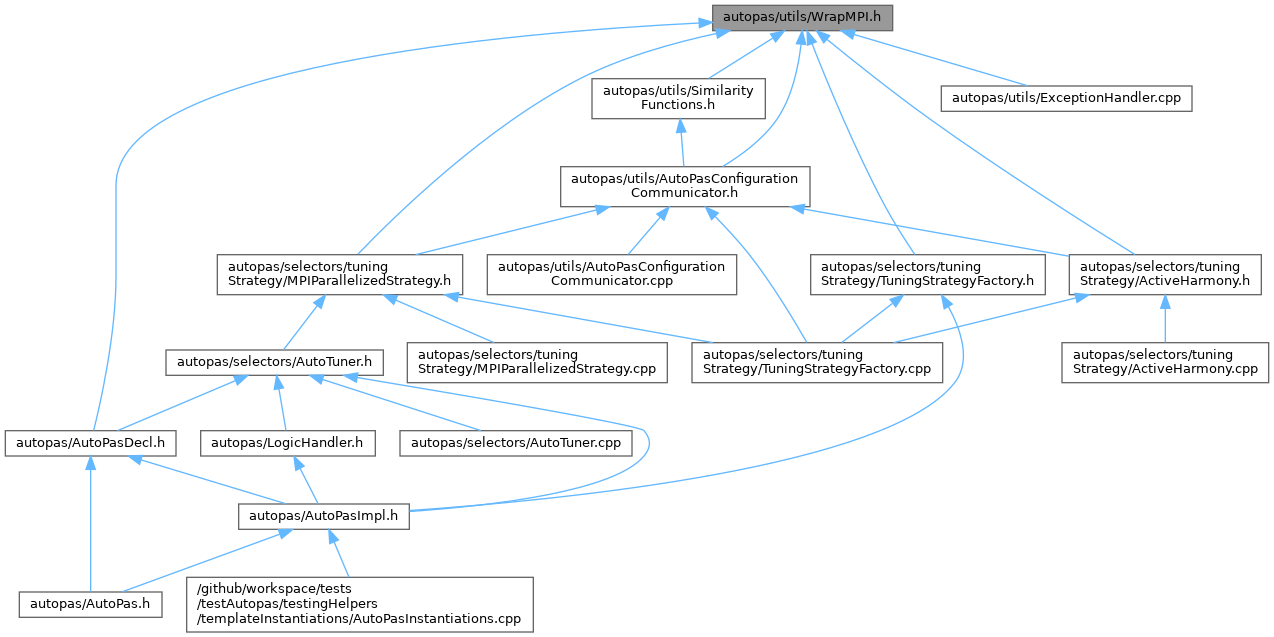 autopas/utils/WrapMPI.h
autopas/utils/Similarity
Functions.h
autopas/utils/ExceptionHandler.cpp
autopas/utils/AutoPasConfiguration
Communicator.h
autopas/selectors/tuning
Strategy/MPIParallelizedStrategy.h
autopas/utils/AutoPasConfiguration
Communicator.cpp
autopas/selectors/tuning
Strategy/TuningStrategyFactory.h
autopas/selectors/tuning
Strategy/ActiveHarmony.h
autopas/selectors/AutoTuner.h
autopas/selectors/tuning
Strategy/MPIParallelizedStrategy.cpp
autopas/selectors/tuning
Strategy/TuningStrategyFactory.cpp
autopas/selectors/tuning
Strategy/ActiveHarmony.cpp
autopas/AutoPasDecl.h
autopas/LogicHandler.h
autopas/selectors/AutoTuner.cpp
autopas/AutoPasImpl.h
autopas/AutoPas.h
/github/workspace/tests
/testAutopas/testingHelpers
/templateInstantiations/AutoPasInstantiations.cpp